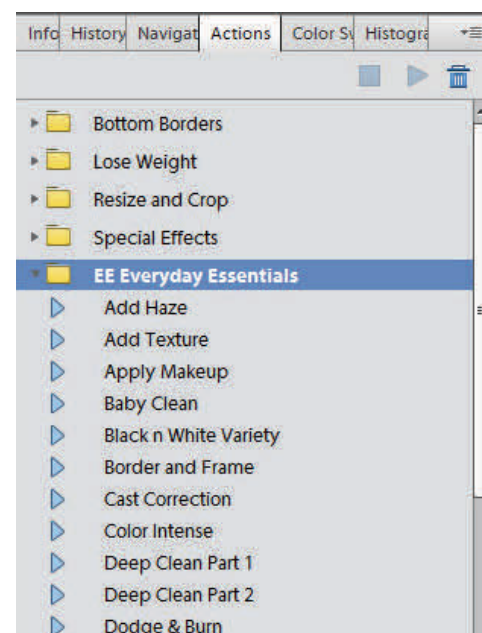 Info History Navigat Actions Color Sv Histogra
Bottom Borders
Lose Weight
Resize and Crop
Special Effects
EE Everyday Essentials
Add Haze
Add Texture
Apply Makeup
Baby Clean
Black n White Variety
Border and Frame
Cast Correction
Color Intense
Deep Clean Part 1
Deep Clean Part 2
Dodge & Burn